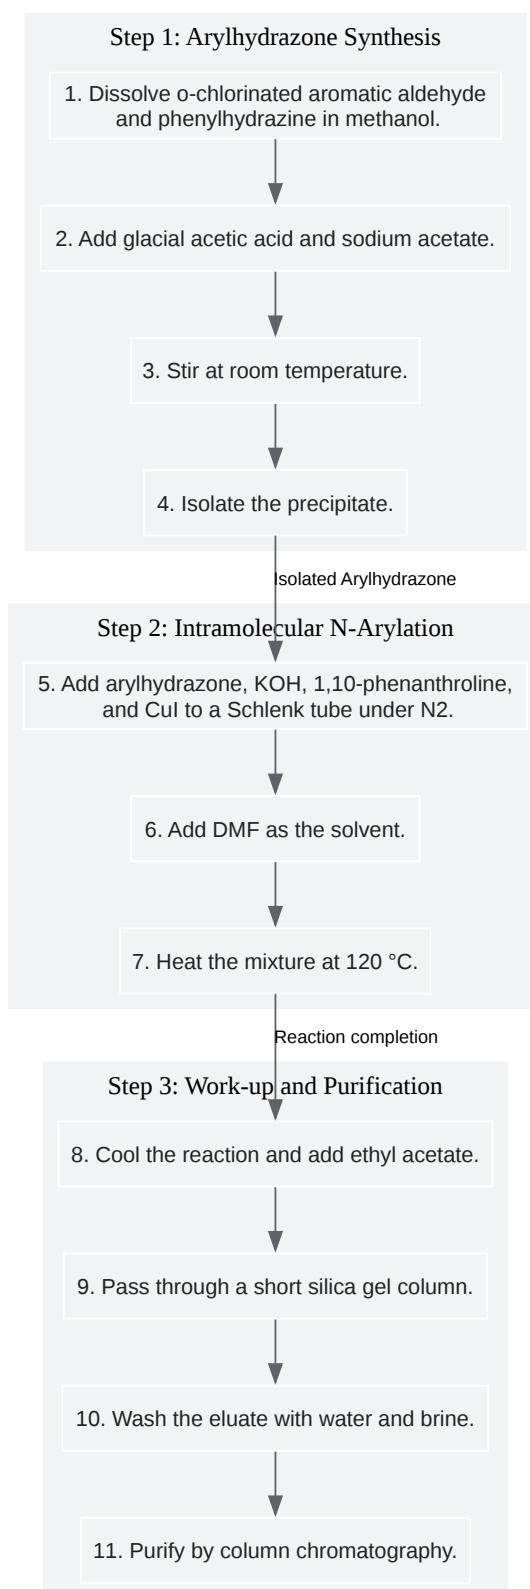 Step 1: Arylhydrazone Synthesis
1. Dissolve o-chlorinated aromatic aldehyde
and phenylhydrazine in methanol.
2. Add glacial acetic acid and sodium acetate.
3. Stir at room temperature.
4. Isolate the precipitate.
Isolated Arylhydrazone
Step 2: Intramolecular N-Arylation
5. Add arylhydrazone, KOH, 1,10-phenanthroline,
and CuI to a Schlenk tube under N2.
6. Add DMF as the solvent.
7. Heat the mixture at 120 °C.
Reaction completion
Step 3: Work-up and Purification
8. Cool the reaction and add ethyl acetate.
9. Pass through a short silica gel column.
10. Wash the eluate with water and brine.
11. Purify by column chromatography.